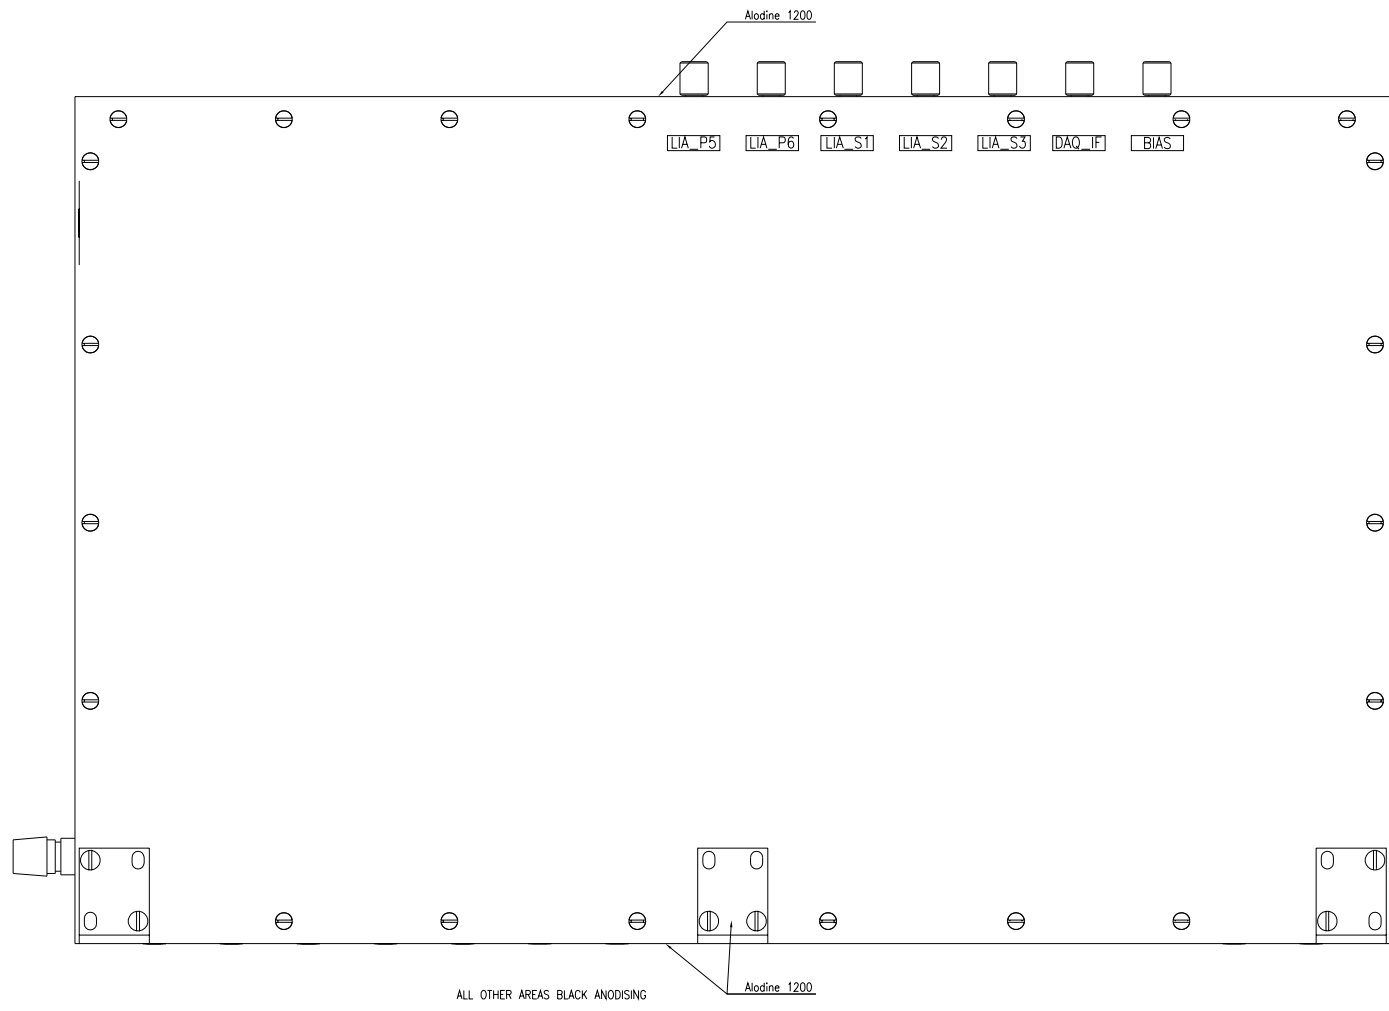 Alodine 1200
LIA_P5 LIA_P6 LIA_S1 LIA_S2 LIA_S3 DAQ_IF BIAS
Alodine 1200
ALL OTHER AREAS BLACK ANODISING